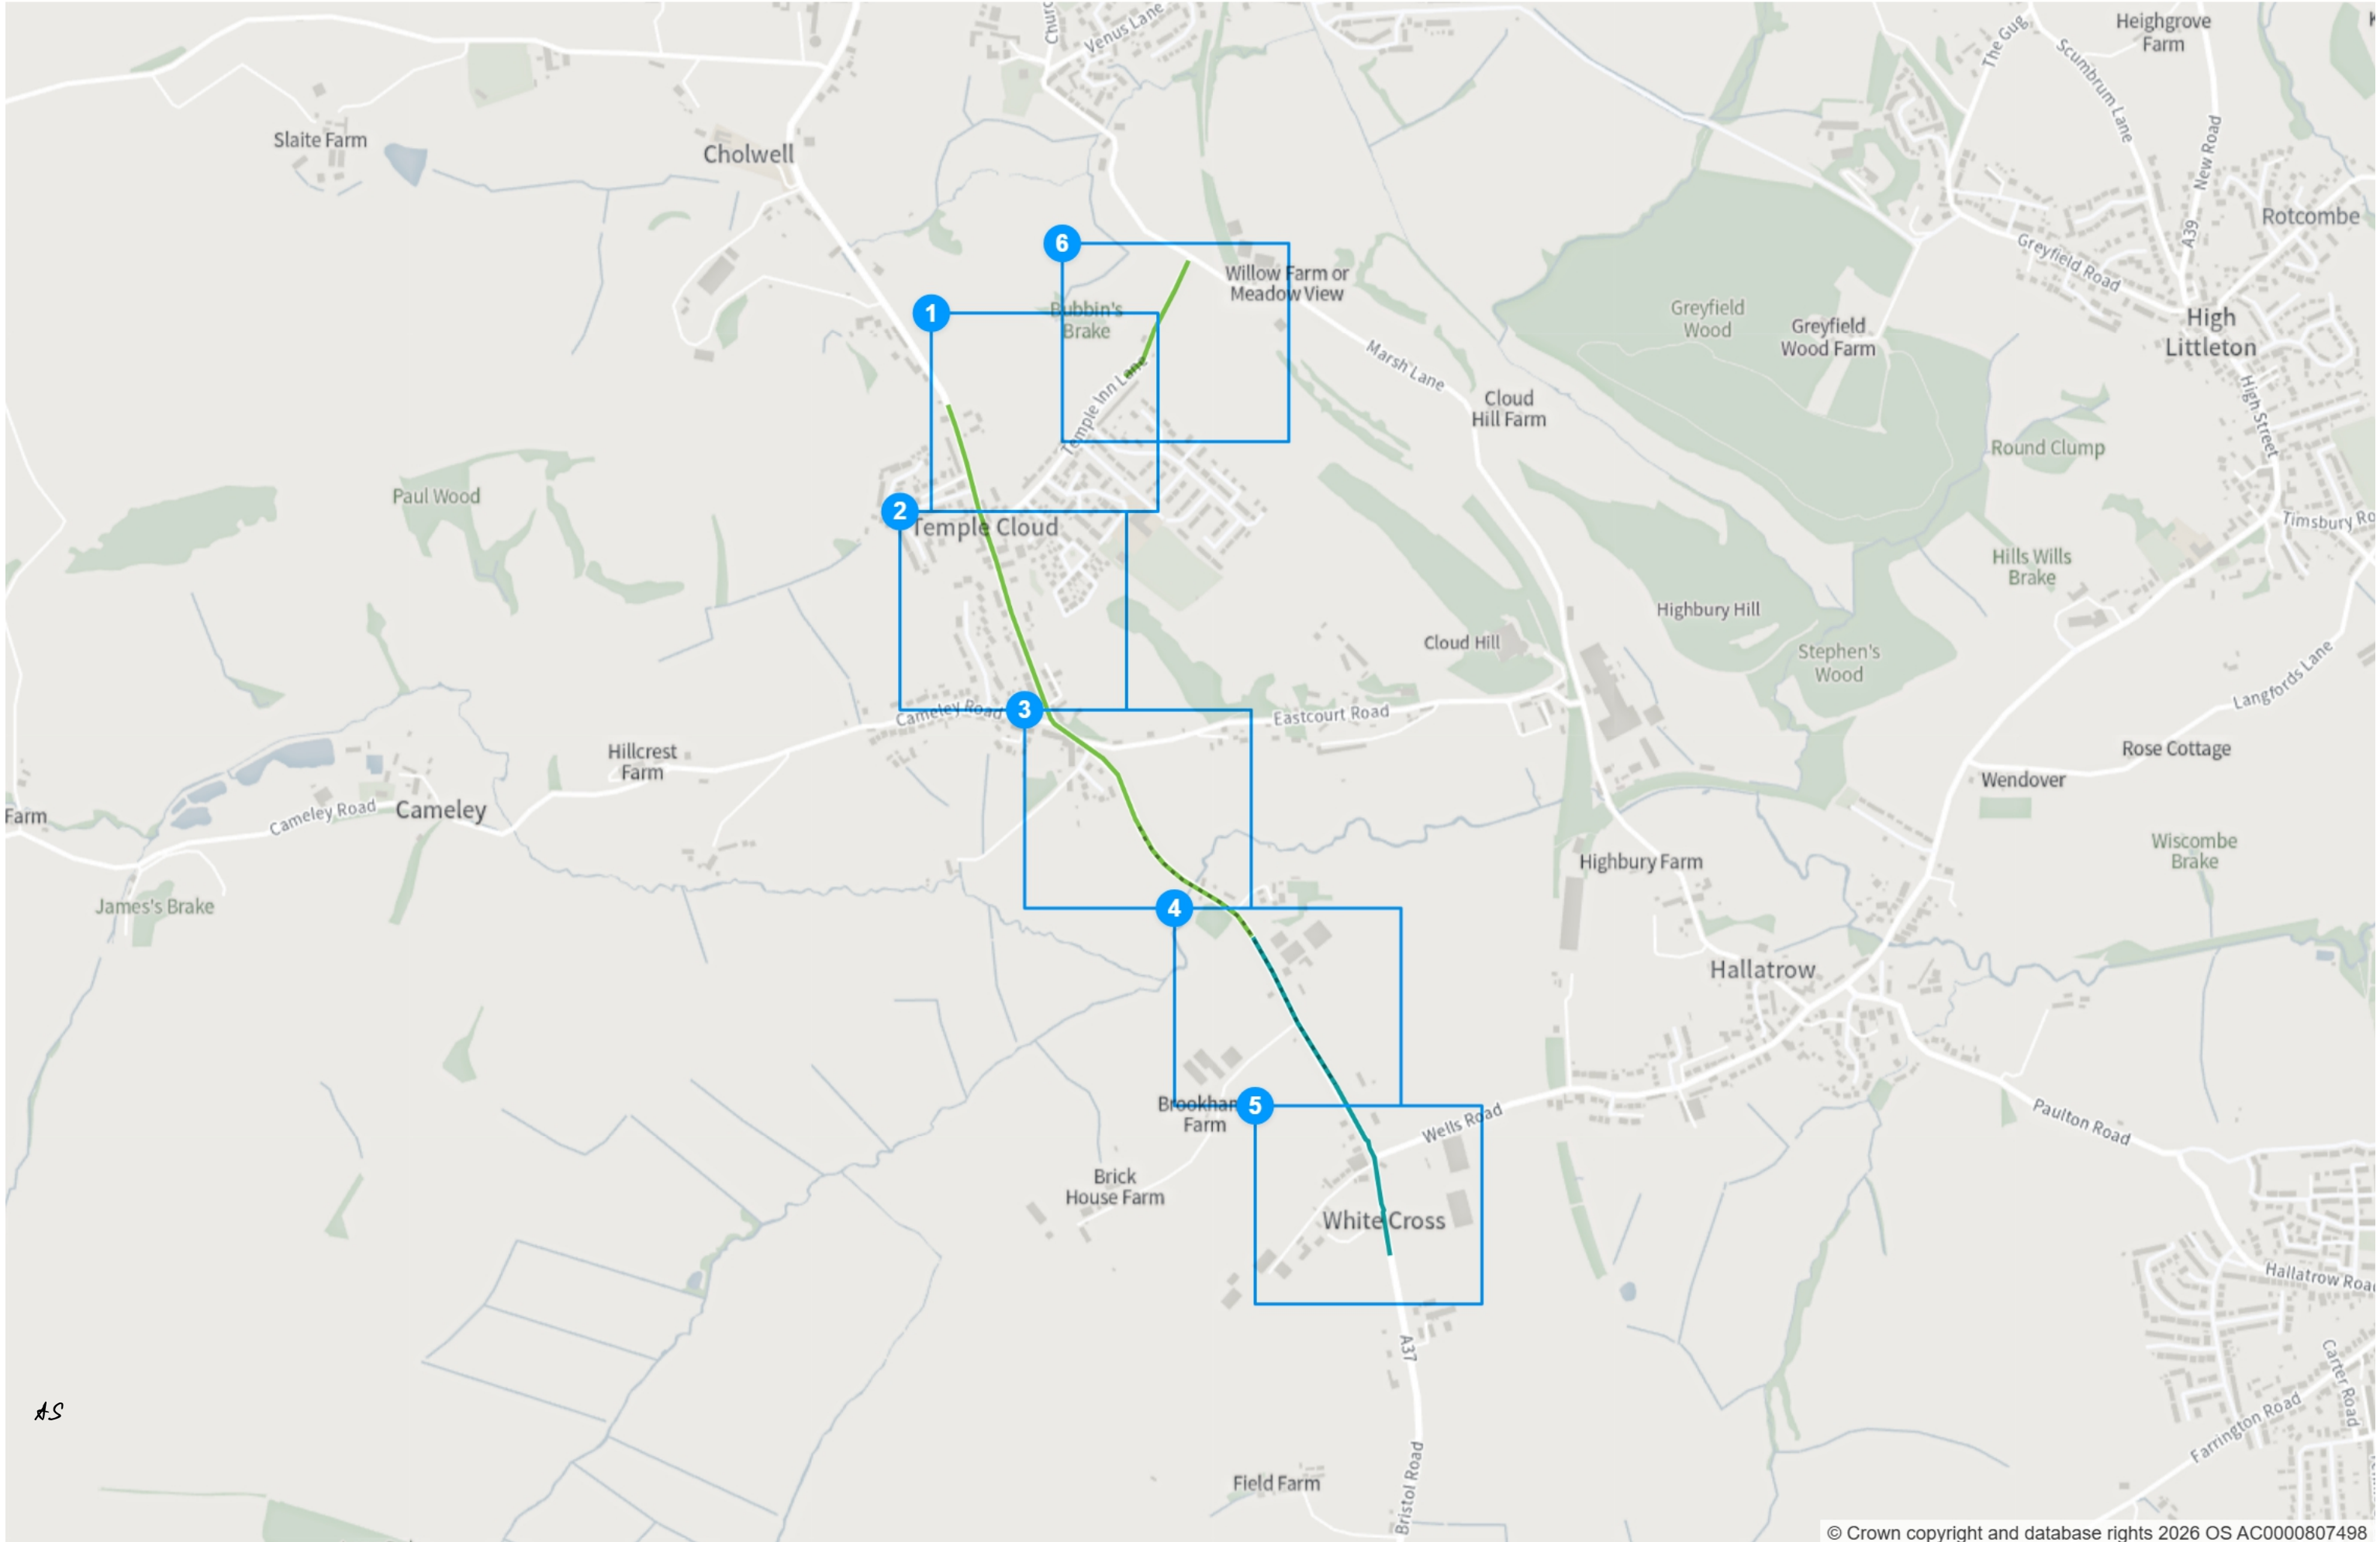 Church
Venus Lane
The Gug
Scumbrum Lane
Heighgrove
Farm
New Road
Slaite Farm
Cholwell
Rotcombe
A39
Greyfield Road
6
Willow Farm or
Meadow View
1
Bubbin's
Brake
Greyfield
Wood
Greyfield
Wood Farm
High
Littleton
Marsh Lane
Temple Inn Lane
Cloud
Hill Farm
High Street
Round Clump
Paul Wood
2
Temple Cloud
Timsbury Ro
Hills Wills
Brake
Highbury Hill
Cloud Hill
Stephen's
Wood
Langfords Lane
Cameley Road
3
Eastcourt Road
Hillcrest
Farm
Rose Cottage
Wendover
Farm
Cameley Road
Cameley
Wiscombe
Brake
Highbury Farm
James's Brake
4
Hallatrow
Brookham
Farm
5
Wells Road
Paulton Road
Brick
House Farm
White Cross
Hallatrow Road
A37
Carter Road
AS
Farrington Road
Bristol Road
Field Farm
© Crown copyright and database rights 2026 OS AC0000807498